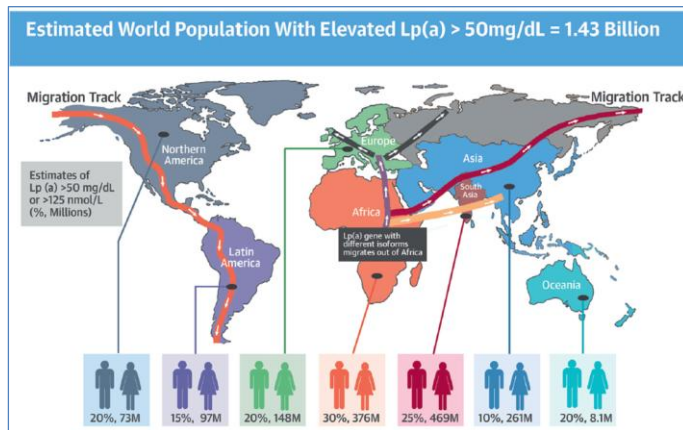 Estimated World Population With Elevated Lp(a) > 50mg/dL = 1.43 Billion
Migration Track
Migration Track
Northern
America
Europe
Asia
Estimates of
Lp (a) >50 mg/dL
or >125 nmol/L
(%, Millions)
South
Asia
Africa
Latin
America
Lp(a) gene with
different isoforms
migrates out of Africa
Oceania
20%, 73M
15%, 97M
20%, 148M
30%, 376M
25%, 469M
10%, 261M
20%, 8.1M